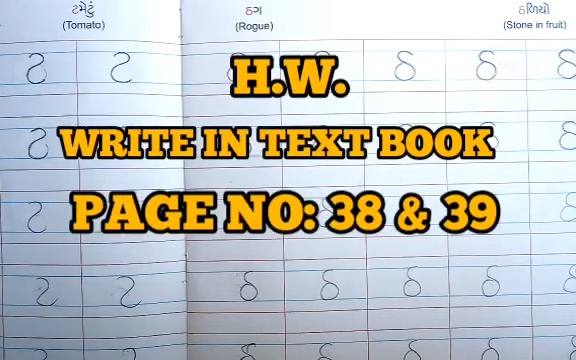 ટમેટું ઠગ ઠળિયો
(Tomato) (Rogue) (Stone in fruit)
H.W.
WRITE IN TEXT BOOK
PAGE NO: 38 & 39
ટ ટ ઠ ઠ ઠ
ટ
ટ
ટ ટ ઠ ઠ ઠ ઠ